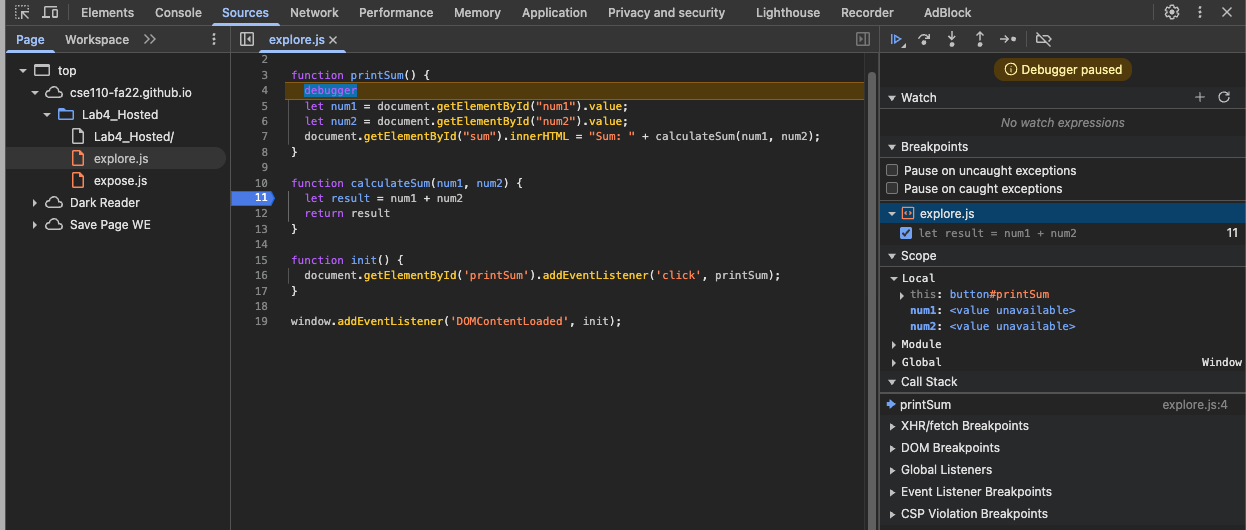 Elements Console Sources Network Performance Memory Application Privacy and security Lighthouse Recorder AdBlock
Page Workspace
top
cse110-fa22.github.io
Lab4_Hosted
Lab4_Hosted/
explore.js
expose.js
Dark Reader
Save Page WE
explore.js
2
3 function printSum() {
4 debugger
5 let num1 = document.getElementById("num1").value;
6 let num2 = document.getElementById("num2").value;
7 document.getElementById("sum").innerHTML = "Sum: " + calculateSum(num1, num2);
8 }
9
10 function calculateSum(num1, num2) {
11 let result = num1 + num2
12 return result
13 }
14
15 function init() {
16 document.getElementById('printSum').addEventListener('click', printSum);
17 }
18
19 window.addEventListener('DOMContentLoaded', init);
Debugger paused
Watch
No watch expressions
Breakpoints
Pause on uncaught exceptions
Pause on caught exceptions
explore.js
let result = num1 + num2 11
Scope
Local
this: button#printSum
num1: <value unavailable>
num2: <value unavailable>
Module
Global Window
Call Stack
printSum explore.js:4
XHR/fetch Breakpoints
DOM Breakpoints
Global Listeners
Event Listener Breakpoints
CSP Violation Breakpoints